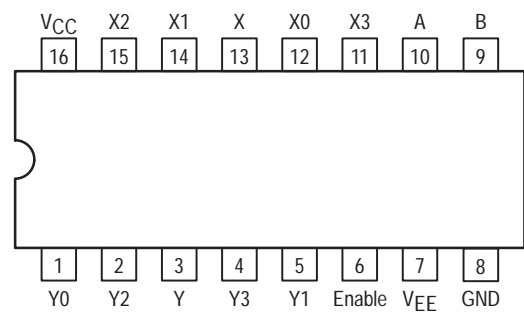 VCC X2 X1 X X0 X3 A B
16 15 14 13 12 11 10 9
1 2 3 4 5 6 7 8
Y0 Y2 Y Y3 Y1 Enable VEE GND